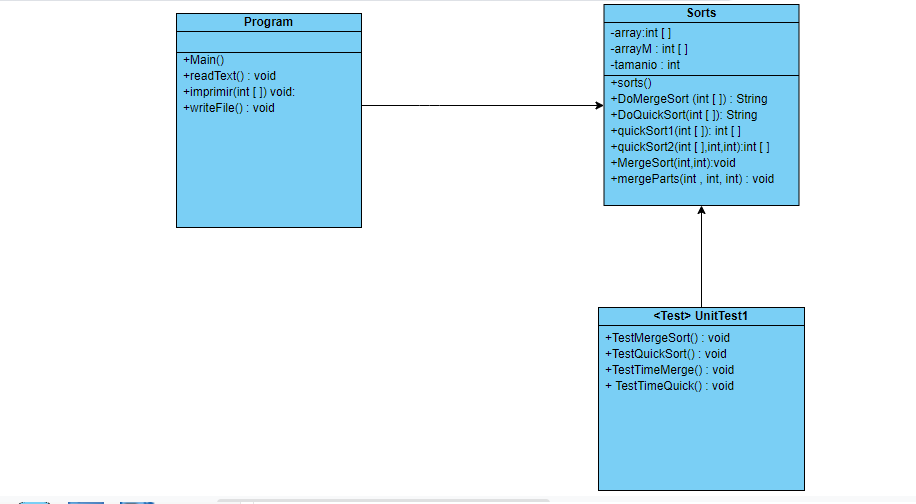 Program
+Main()
+readText() : void
+imprimir(int [ ]) void:
+writeFile() : void
Sorts
-array:int [ ]
-arrayM : int [ ]
-tamanio : int
+sorts()
+DoMergeSort (int [ ]) : String
+DoQuickSort(int [ ]): String
+quickSort1(int [ ]): int [ ]
+quickSort2(int [ ],int,int):int [ ]
+MergeSort(int,int):void
+mergeParts(int , int, int) : void
<Test> UnitTest1
+TestMergeSort() : void
+TestQuickSort() : void
+TestTimeMerge() : void
+ TestTimeQuick() : void